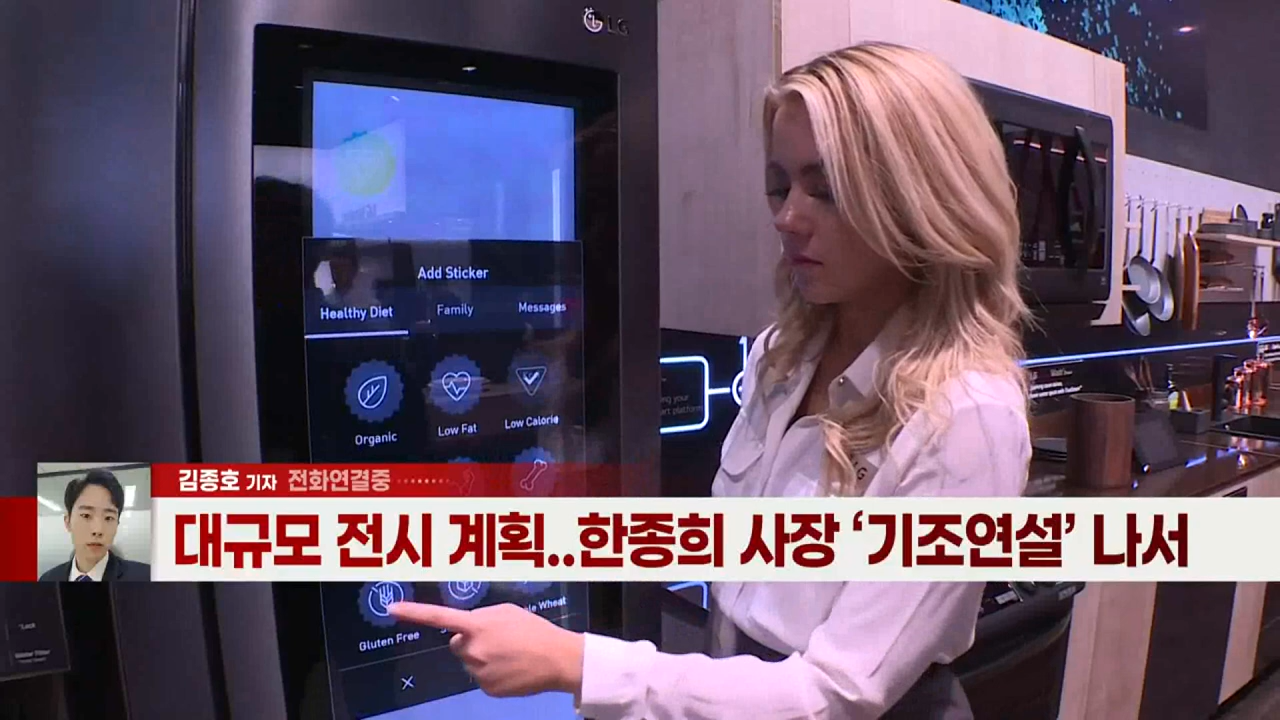 LG
Add Sticker
Healthy Diet Family Messages
Organic Low Fat Low Calorie
김종호 기자 전화연결중
대규모 전시 계획..한종희 사장 ‘기조연설’ 나서
Gluten Free
Wheat